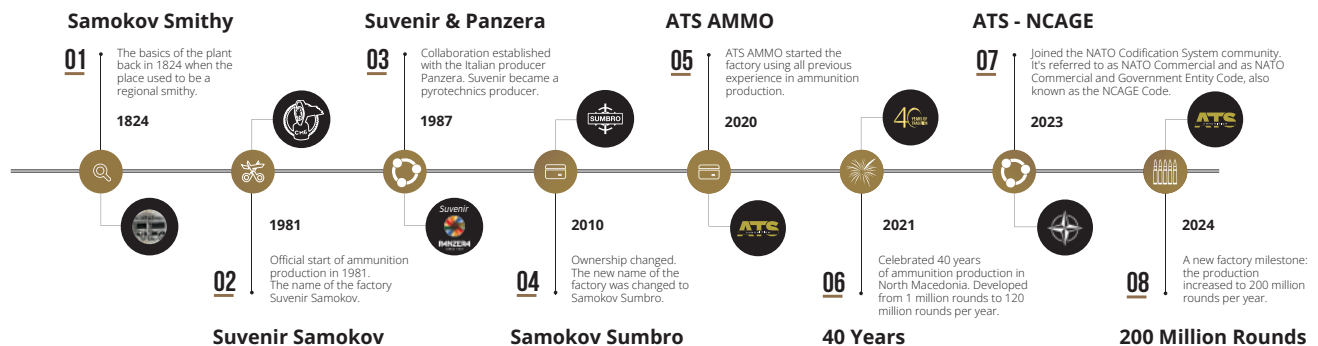 Samokov Smithy
01
The basics of the plant
back in 1824 when the
place used to be a
regional smithy.
1824
1981
Official start of ammunition
production in 1981.
The name of the factory
Suvenir Samokov.
02
Suvenir Samokov
Suvenir & Panzera
03
Collaboration established
with the Italian producer
Panzera. Suvenir became a
pyrotechnics producer.
1987
Suvenir
PANZERA
SUMBRO
2010
Ownership changed.
The new name of the
factory was changed to
Samokov Sumbro.
04
Samokov Sumbro
ATS AMMO
05
ATS AMMO started the
factory using all previous
experience in ammunition
production.
2020
ATS
40 YEARS OF
TRADITION
2021
Celebrated 40 years
of ammunition production in
North Macedonia. Developed
from 1 million rounds to 120
million rounds per year.
06
40 Years
ATS - NCAGE
07
Joined the NATO Codification System community.
It's referred to as NATO Commercial and as NATO
Commercial and Government Entity Code, also
known as the NCAGE Code.
2023
ATS
2024
A new factory milestone:
the production
increased to 200 million
rounds per year.
08
200 Million Rounds